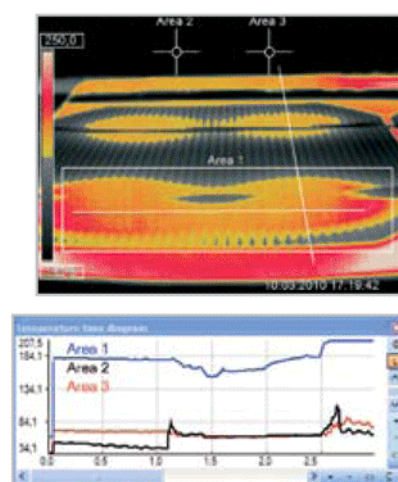 Area 2 Area 3
250,0
Area 1
10.03.2010 17:19:42
Temperature time diagram
207,5
184,1
134,1
84,1
34,1
Area 1
Area 2
Area 3
0.0 0.5 1.0 1.5 2.0 2.5